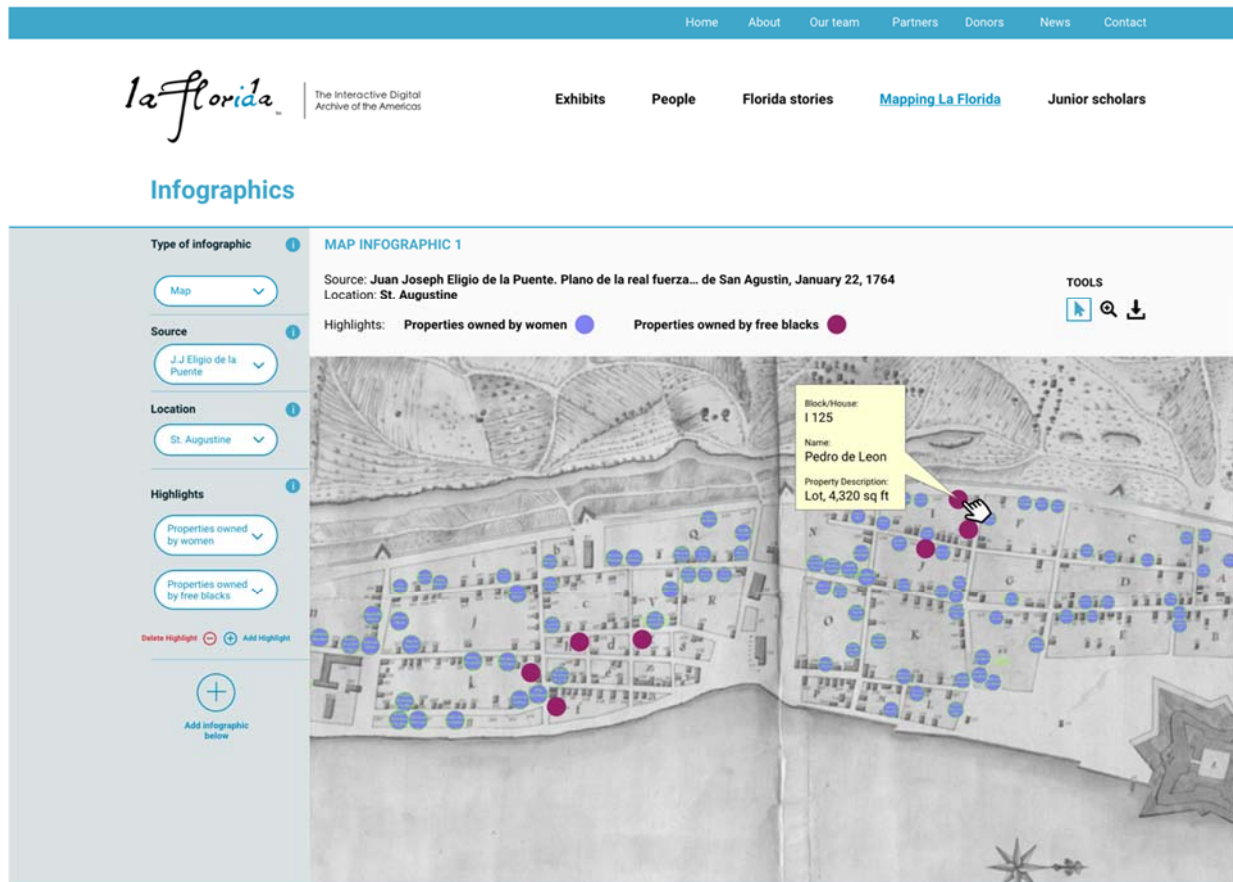 Home About Our team Partners Donors News Contact
la Florida
The Interactive Digital
Archive of the Americas
Exhibits People Florida stories Mapping La Florida Junior scholars
Infographics
Type of infographic
Map
Source
J.J Eligio de la
Puente
Location
St. Augustine
Highlights
Properties owned
by women
Properties owned
by free blacks
Delete Highlight Add Highlight
Add infographic
below
MAP INFOGRAPHIC 1
Source: Juan Joseph Eligio de la Puente. Plano de la real fuerza... de San Agustin, January 22, 1764
Location: St. Augustine
Highlights: Properties owned by women Properties owned by free blacks
TOOLS
Block/House:
I 125
Name:
Pedro de Leon
Property Description:
Lot, 4,320 sq ft
Q
N
I
F
C
b
i
J
G
D
A
c
Y
R
O
K
E
B
d
L